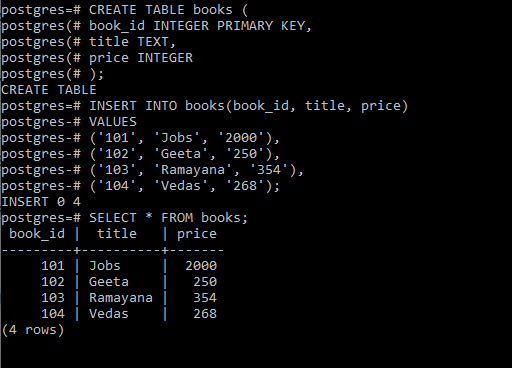 postgres=# CREATE TABLE books (
postgres(# book_id INTEGER PRIMARY KEY,
postgres(# title TEXT,
postgres(# price INTEGER
postgres(# );
CREATE TABLE
postgres=# INSERT INTO books(book_id, title, price)
postgres-# VALUES
postgres-# ('101', 'Jobs', '2000'),
postgres-# ('102', 'Geeta', '250'),
postgres-# ('103', 'Ramayana', '354'),
postgres-# ('104', 'Vedas', '268');
INSERT 0 4
postgres=# SELECT * FROM books;
 book_id |  title   | price
---------+----------+-------
     101 | Jobs     |  2000
     102 | Geeta    |   250
     103 | Ramayana |   354
     104 | Vedas    |   268
(4 rows)